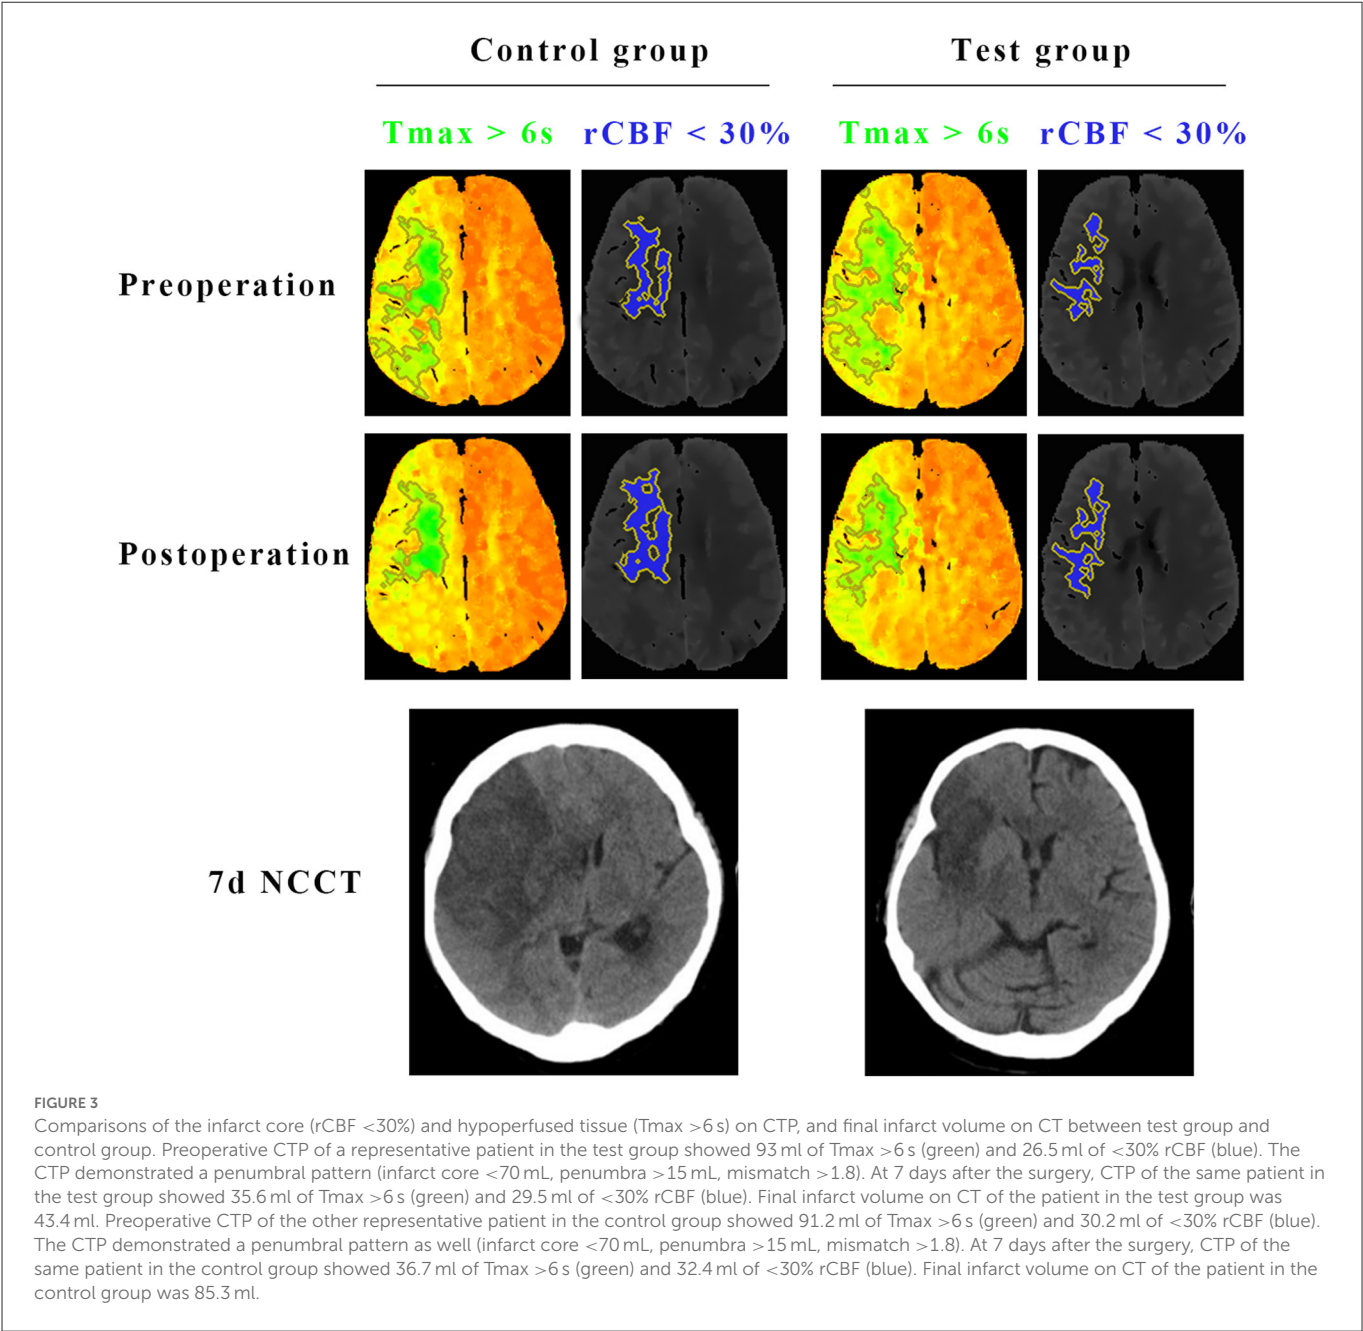 Control group
Test group
Tmax > 6s
rCBF < 30%
Tmax > 6s
rCBF < 30%
Preoperation
Postoperation
7d NCCT
FIGURE 3
Comparisons of the infarct core (rCBF <30%) and hypoperfused tissue (Tmax >6 s) on CTP, and final infarct volume on CT between test group and
control group. Preoperative CTP of a representative patient in the test group showed 93 ml of Tmax >6 s (green) and 26.5 ml of <30% rCBF (blue). The
CTP demonstrated a penumbral pattern (infarct core <70 mL, penumbra >15 mL, mismatch >1.8). At 7 days after the surgery, CTP of the same patient in
the test group showed 35.6 ml of Tmax >6 s (green) and 29.5 ml of <30% rCBF (blue). Final infarct volume on CT of the patient in the test group was
43.4 ml. Preoperative CTP of the other representative patient in the control group showed 91.2 ml of Tmax >6 s (green) and 30.2 ml of <30% rCBF (blue).
The CTP demonstrated a penumbral pattern as well (infarct core <70 mL, penumbra >15 mL, mismatch >1.8). At 7 days after the surgery, CTP of the
same patient in the control group showed 36.7 ml of Tmax >6 s (green) and 32.4 ml of <30% rCBF (blue). Final infarct volume on CT of the patient in the
control group was 85.3 ml.